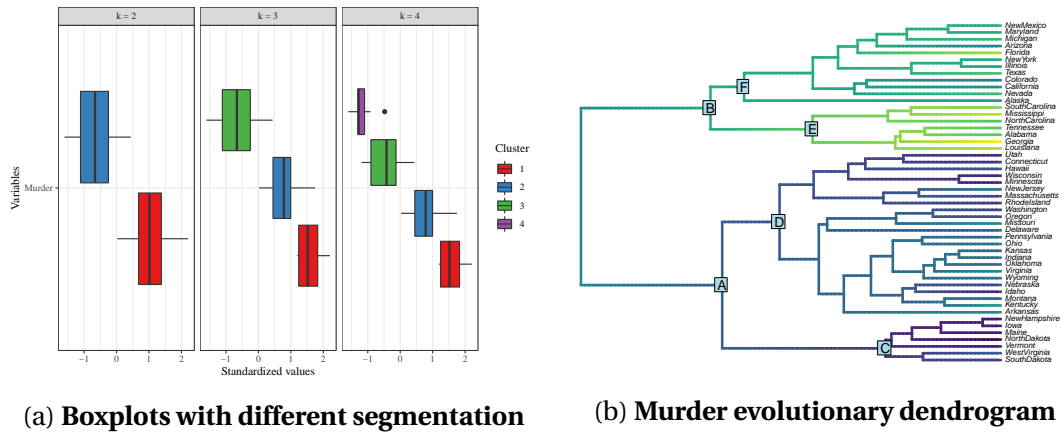 k = 2
k = 3
k = 4
Variables
Murder
−1
0
1
2
−1
0
1
2
−1
0
1
2
Standardized values
Cluster
1
2
3
4
(a) Boxplots with different segmentation
NewMexico
Maryland
Michigan
Arizona
Florida
NewYork
Illinois
Texas
Colorado
California
Nevada
Alaska
SouthCarolina
Mississippi
NorthCarolina
Tennessee
Alabama
Georgia
Louisiana
Utah
Connecticut
Hawaii
Wisconsin
Minnesota
NewJersey
Massachusetts
RhodeIsland
Washington
Oregon
Missouri
Delaware
Pennsylvania
Ohio
Kansas
Indiana
Oklahoma
Virginia
Wyoming
Nebraska
Idaho
Montana
Kentucky
Arkansas
NewHampshire
Iowa
Maine
NorthDakota
Vermont
WestVirginia
SouthDakota
F
B
E
D
A
C
(b) Murder evolutionary dendrogram